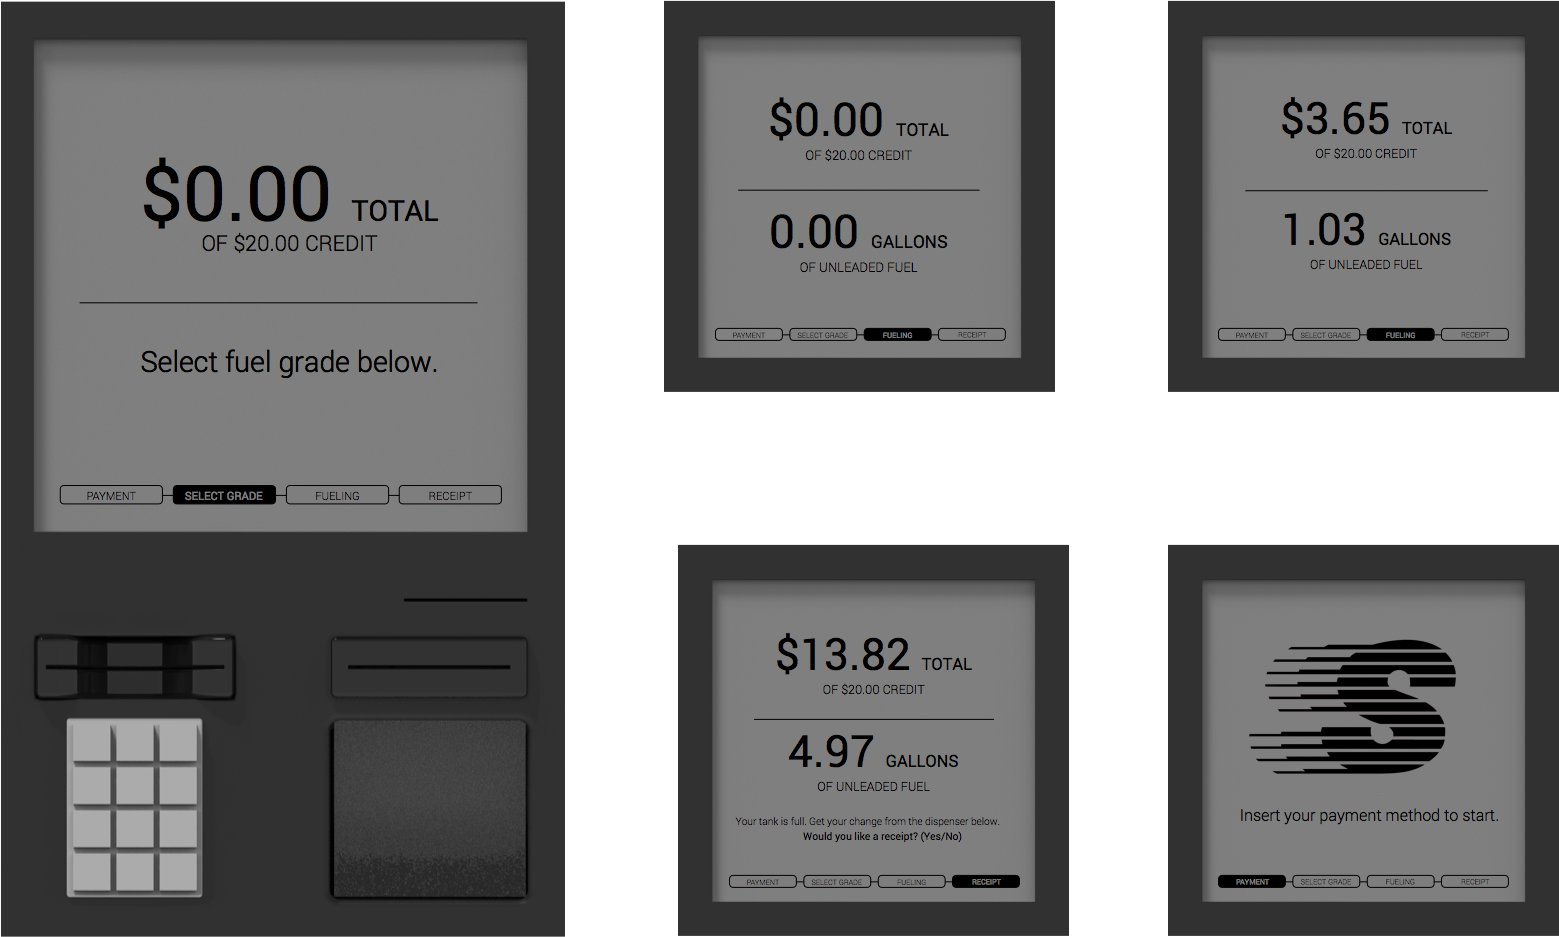 $0.00 TOTAL
OF $20.00 CREDIT
Select fuel grade below.
PAYMENT SELECT GRADE FUELING RECEIPT
$0.00 TOTAL
OF $20.00 CREDIT
0.00 GALLONS
OF UNLEADED FUEL
PAYMENT SELECT GRADE FUELING RECEIPT
$3.65 TOTAL
OF $20.00 CREDIT
1.03 GALLONS
OF UNLEADED FUEL
PAYMENT SELECT GRADE FUELING RECEIPT
$13.82 TOTAL
OF $20.00 CREDIT
4.97 GALLONS
OF UNLEADED FUEL
Your tank is full. Get your change from the dispenser below.
Would you like a receipt? (Yes/No)
PAYMENT SELECT GRADE FUELING RECEIPT
S
Insert your payment method to start.
PAYMENT SELECT GRADE FUELING RECEIPT